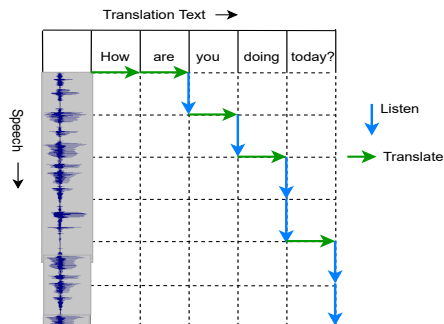 Translation Text
How are you doing today?
Speech
Listen
Translate